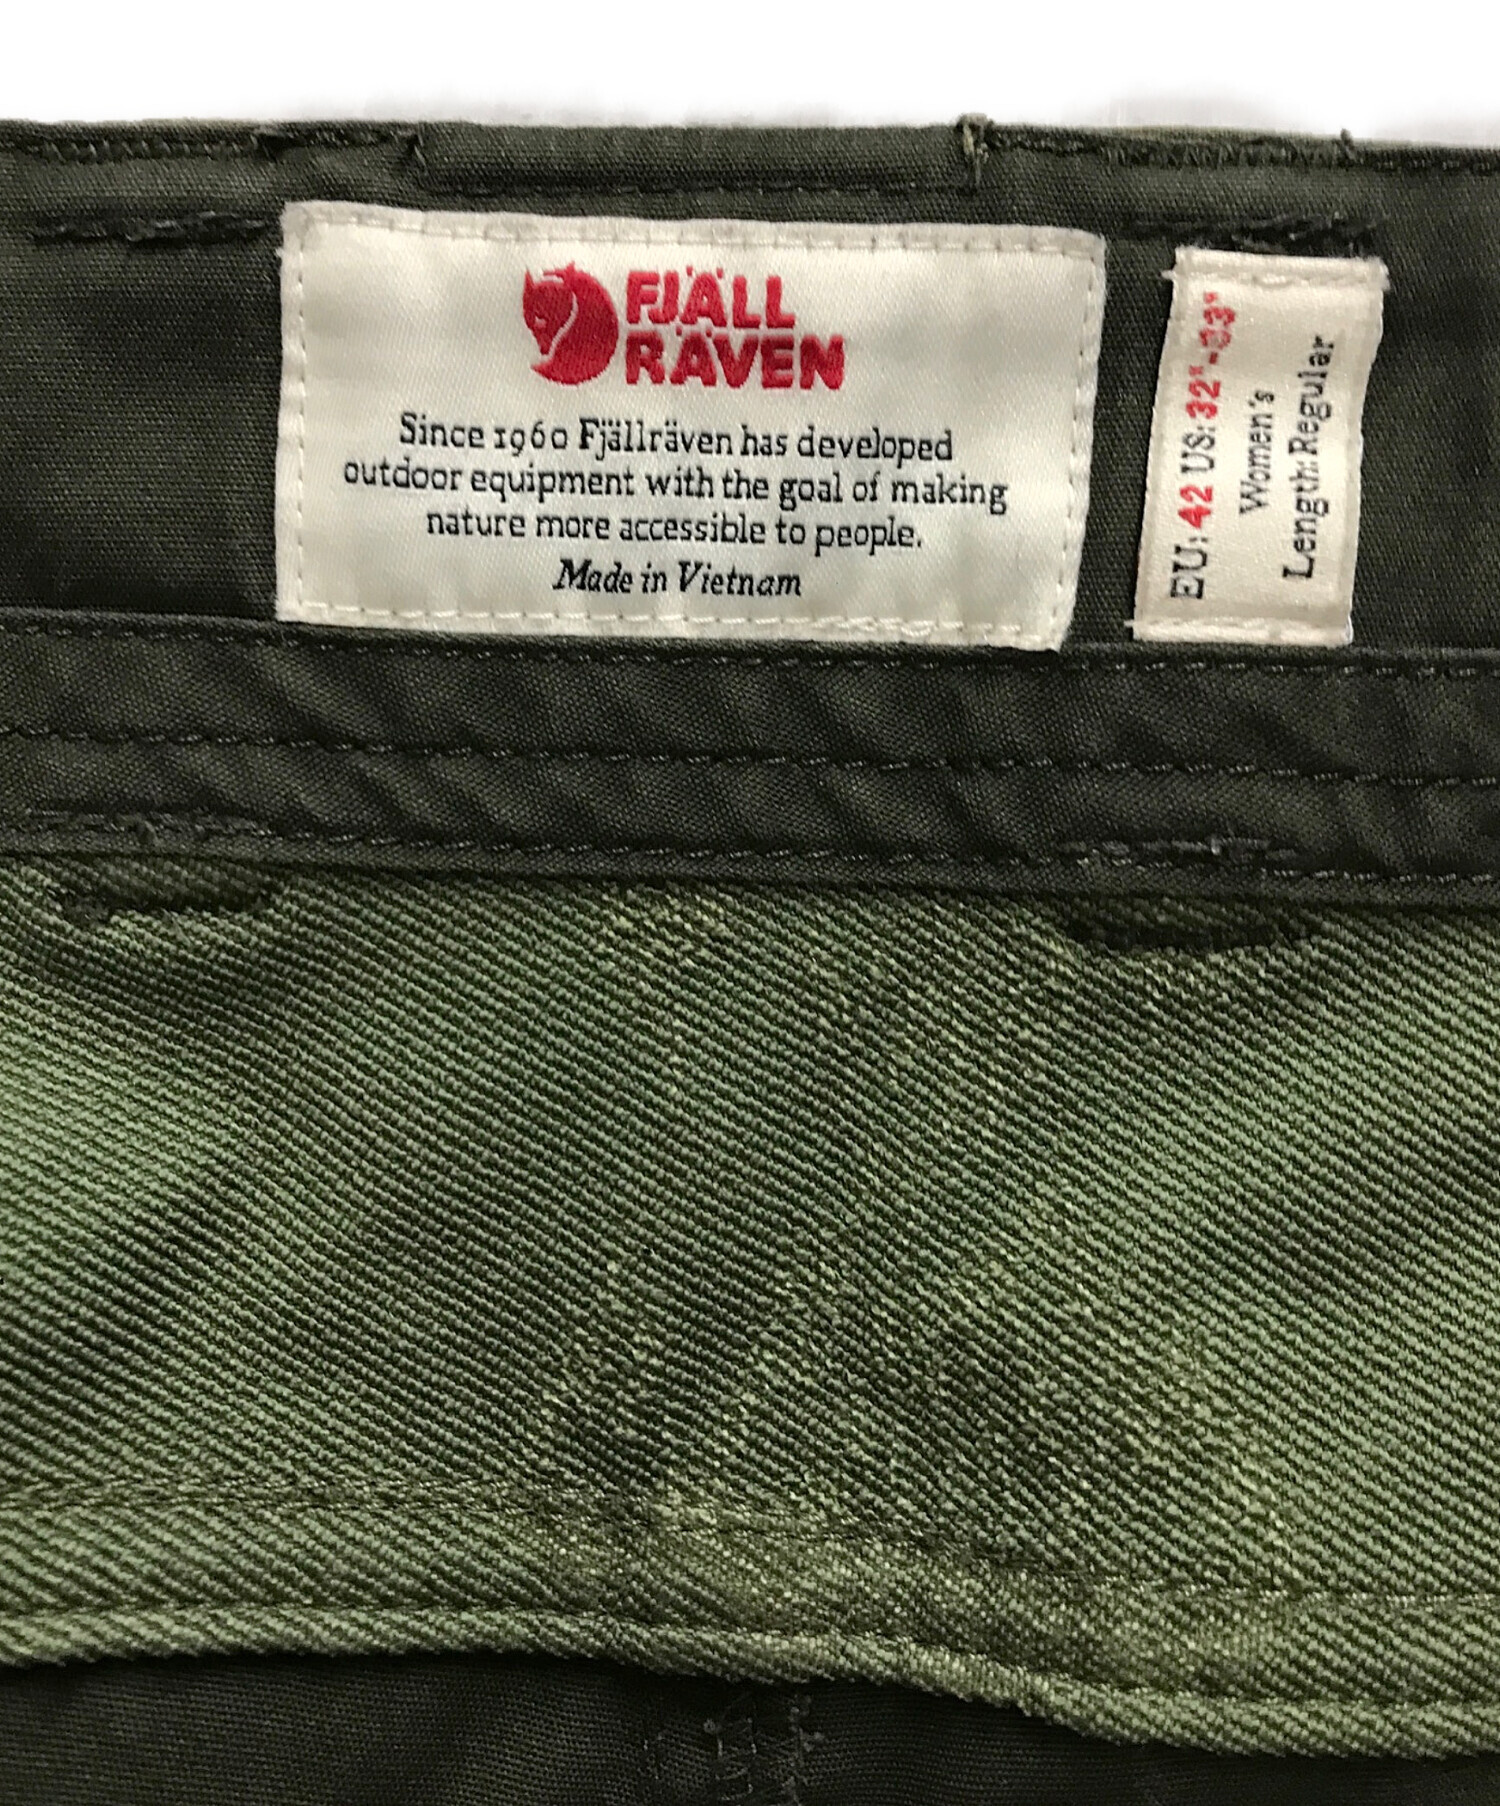 FJÄLL
RÄVEN
Since 1960 Fjällräven has developed
outdoor equipment with the goal of making
nature more accessible to people.
Made in Vietnam
EU: 42 US: 32"-33"
Women's
Length: Regular